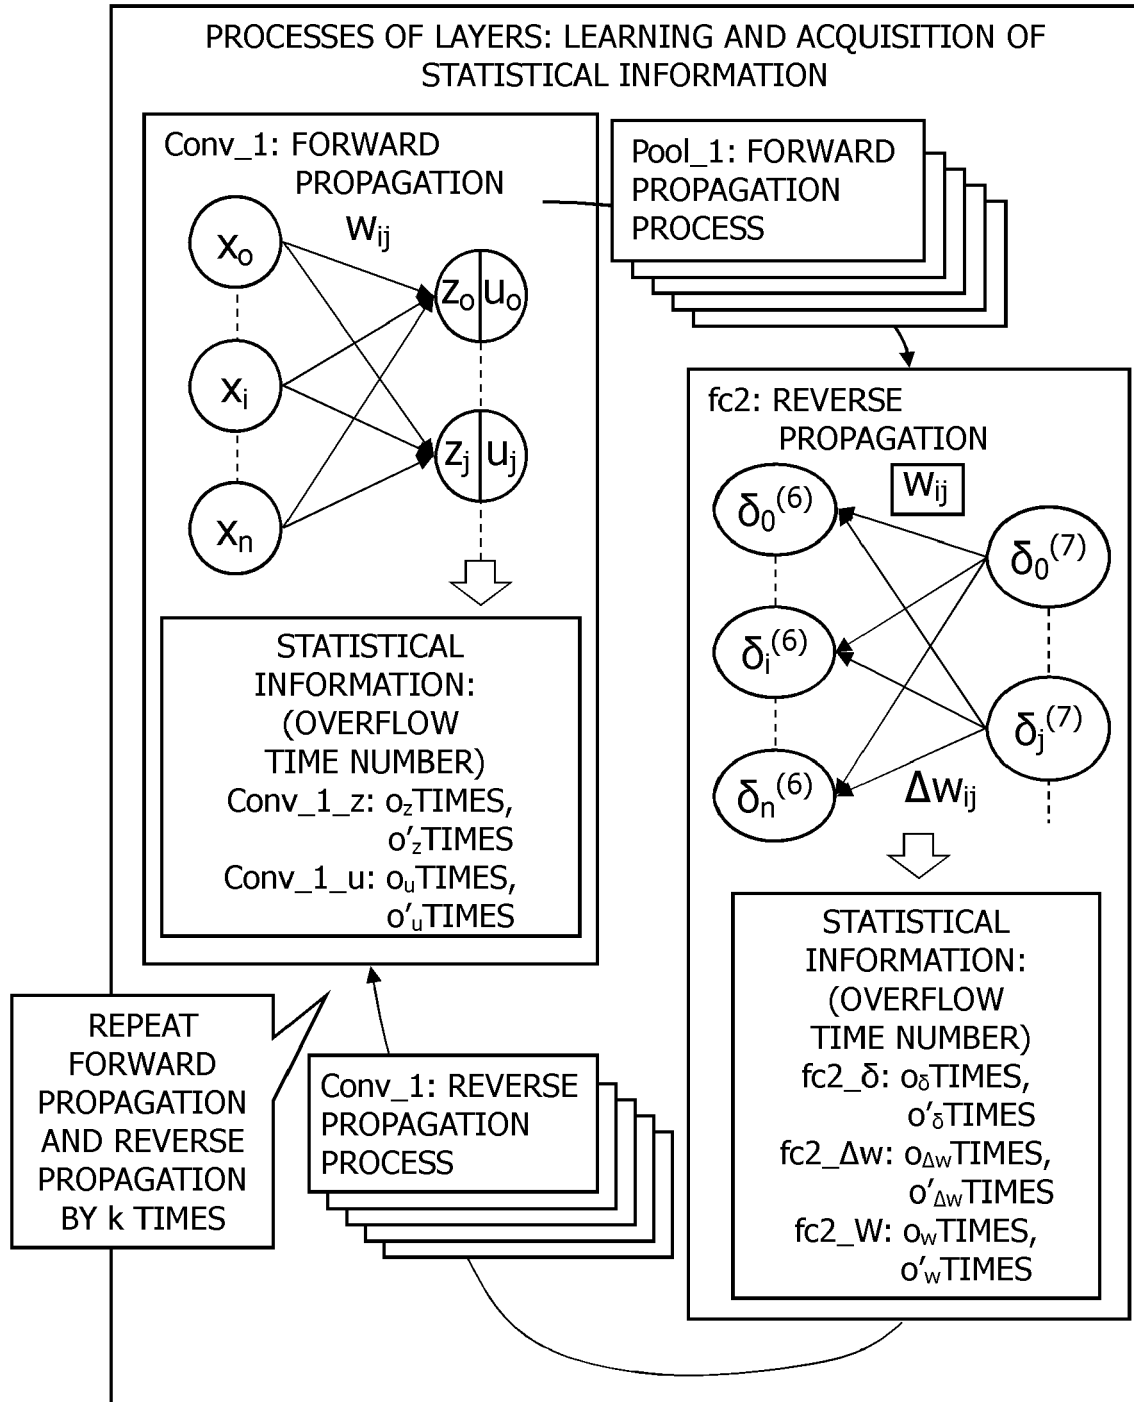 PROCESSES OF LAYERS: LEARNING AND ACQUISITION OF
STATISTICAL INFORMATION
Conv_1: FORWARD
PROPAGATION
Wij
xo
xi
xn
zo uo
zj uj
STATISTICAL
INFORMATION:
(OVERFLOW
TIME NUMBER)
Conv_1_z: ozTIMES,
o'zTIMES
Conv_1_u: ouTIMES,
o'uTIMES
Pool_1: FORWARD
PROPAGATION
PROCESS
fc2: REVERSE
PROPAGATION
Wij
δ0(6)
δi(6)
δn(6)
δ0(7)
δj(7)
Δwij
STATISTICAL
INFORMATION:
(OVERFLOW
TIME NUMBER)
fc2_δ: oδTIMES,
o'δTIMES
fc2_Δw: oΔwTIMES,
o'ΔwTIMES
fc2_W: owTIMES,
o'wTIMES
Conv_1: REVERSE
PROPAGATION
PROCESS
REPEAT
FORWARD
PROPAGATION
AND REVERSE
PROPAGATION
BY k TIMES